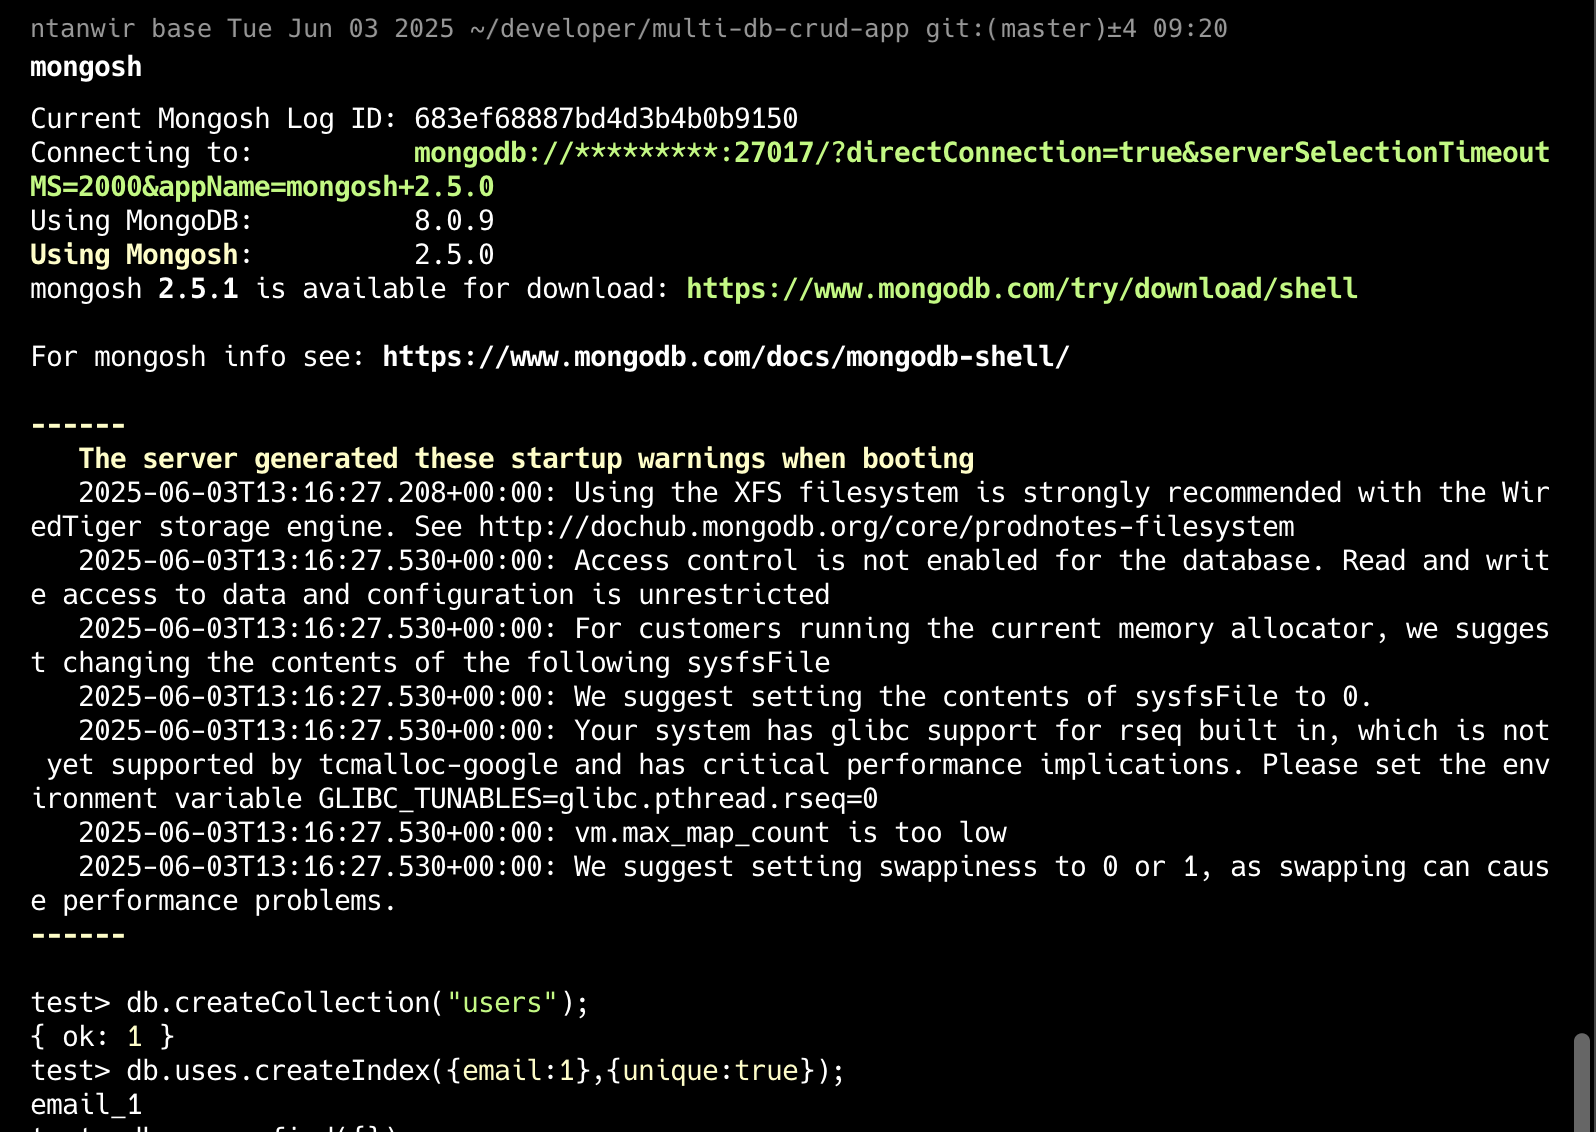 ntanwir base Tue Jun 03 2025 ~/developer/multi-db-crud-app git:(master)±4 09:20
mongosh
Current Mongosh Log ID: 683ef68887bd4d3b4b0b9150
Connecting to:          mongodb://*********:27017/?directConnection=true&serverSelectionTimeout
MS=2000&appName=mongosh+2.5.0
Using MongoDB:          8.0.9
Using Mongosh:          2.5.0
mongosh 2.5.1 is available for download: https://www.mongodb.com/try/download/shell
For mongosh info see: https://www.mongodb.com/docs/mongodb-shell/
------
   The server generated these startup warnings when booting
   2025-06-03T13:16:27.208+00:00: Using the XFS filesystem is strongly recommended with the Wir
edTiger storage engine. See http://dochub.mongodb.org/core/prodnotes-filesystem
   2025-06-03T13:16:27.530+00:00: Access control is not enabled for the database. Read and writ
e access to data and configuration is unrestricted
   2025-06-03T13:16:27.530+00:00: For customers running the current memory allocator, we sugges
t changing the contents of the following sysfsFile
   2025-06-03T13:16:27.530+00:00: We suggest setting the contents of sysfsFile to 0.
   2025-06-03T13:16:27.530+00:00: Your system has glibc support for rseq built in, which is not
 yet supported by tcmalloc-google and has critical performance implications. Please set the env
ironment variable GLIBC_TUNABLES=glibc.pthread.rseq=0
   2025-06-03T13:16:27.530+00:00: vm.max_map_count is too low
   2025-06-03T13:16:27.530+00:00: We suggest setting swappiness to 0 or 1, as swapping can caus
e performance problems.
------
test> db.createCollection("users");
{ ok: 1 }
test> db.uses.createIndex({email:1},{unique:true});
email_1